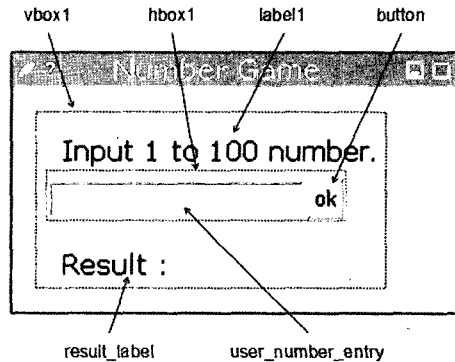 vbox1 hbox1 label1 button
? Number Game
Input 1 to 100 number.
ok
Result :
result_label user_number_entry